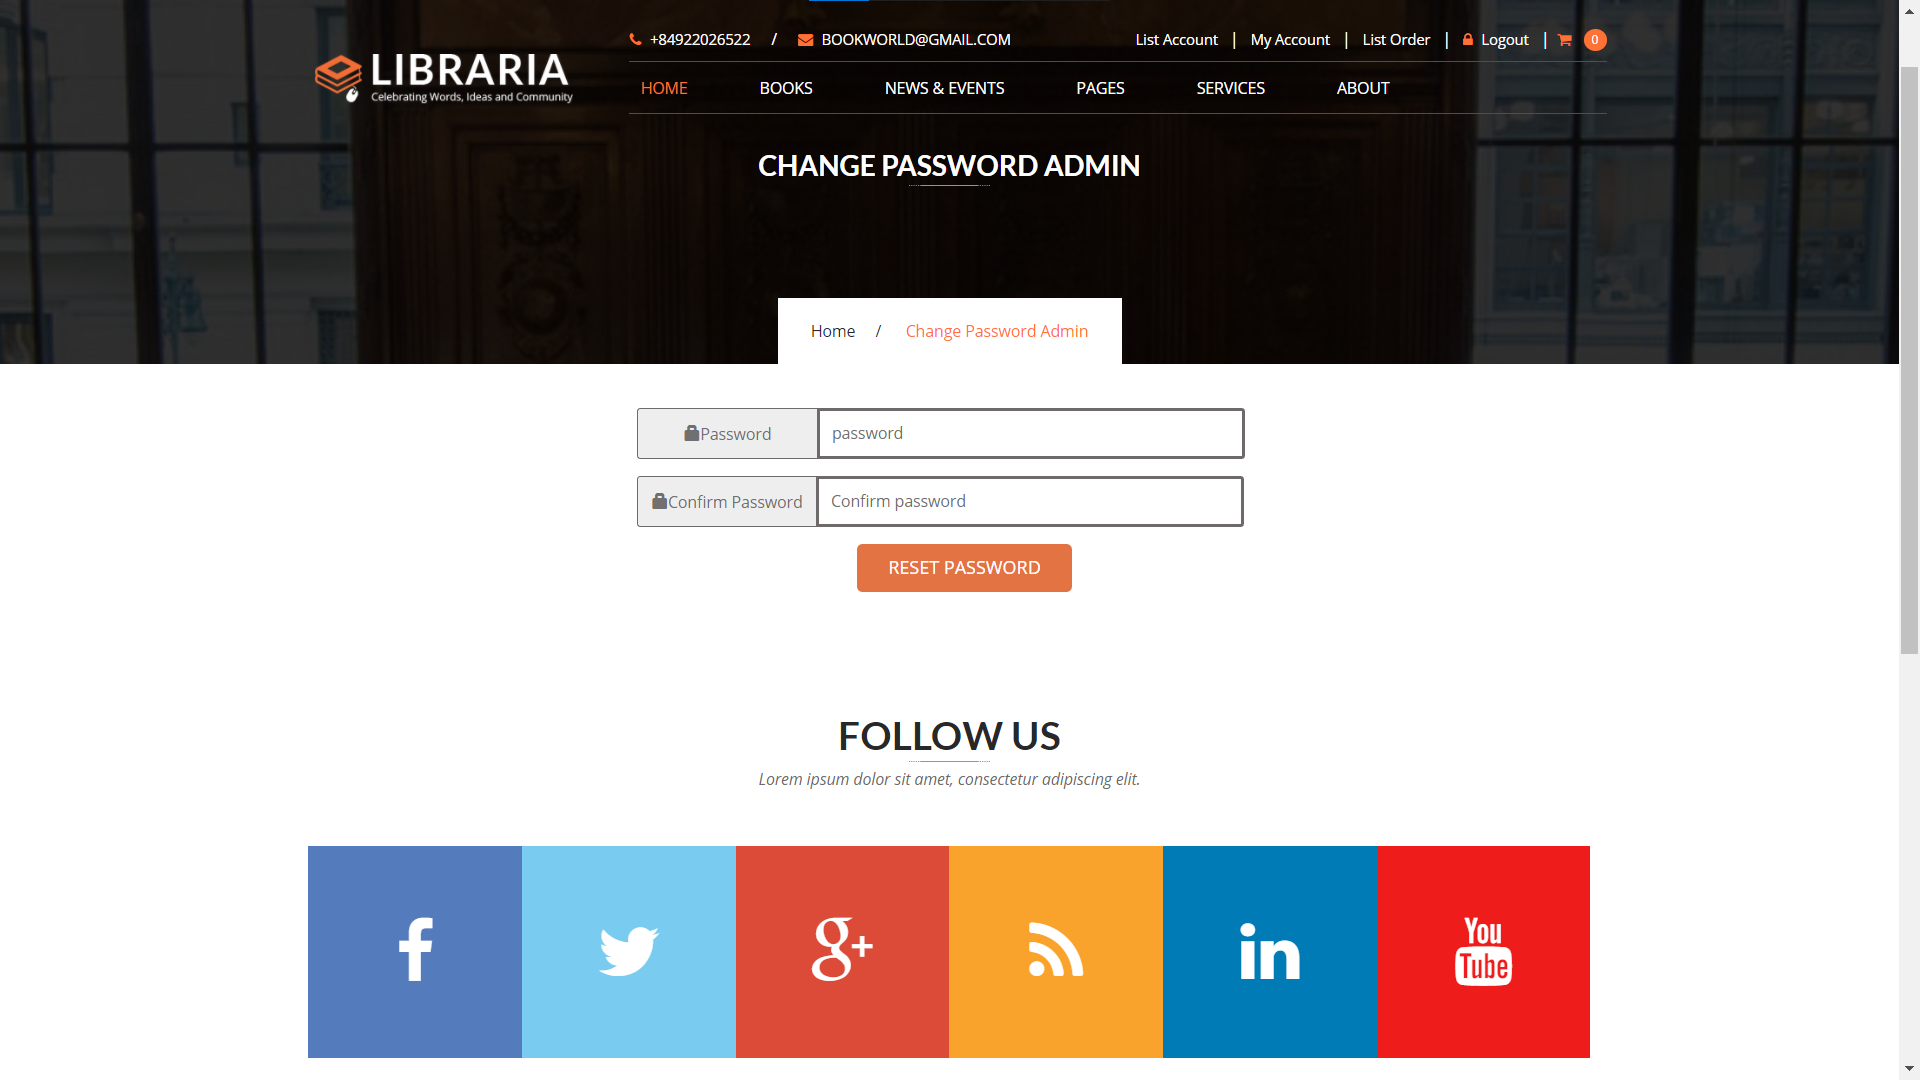 +84922026522 / BOOKWORLD@GMAIL.COM
List Account | My Account | List Order | Logout | 0
LIBRARIA
Celebrating Words, Ideas and Community
HOME BOOKS NEWS & EVENTS PAGES SERVICES ABOUT
CHANGE PASSWORD ADMIN
Home / Change Password Admin
Password password
Confirm Password Confirm password
RESET PASSWORD
FOLLOW US
Lorem ipsum dolor sit amet, consectetur adipiscing elit.
f g+ in You
Tube